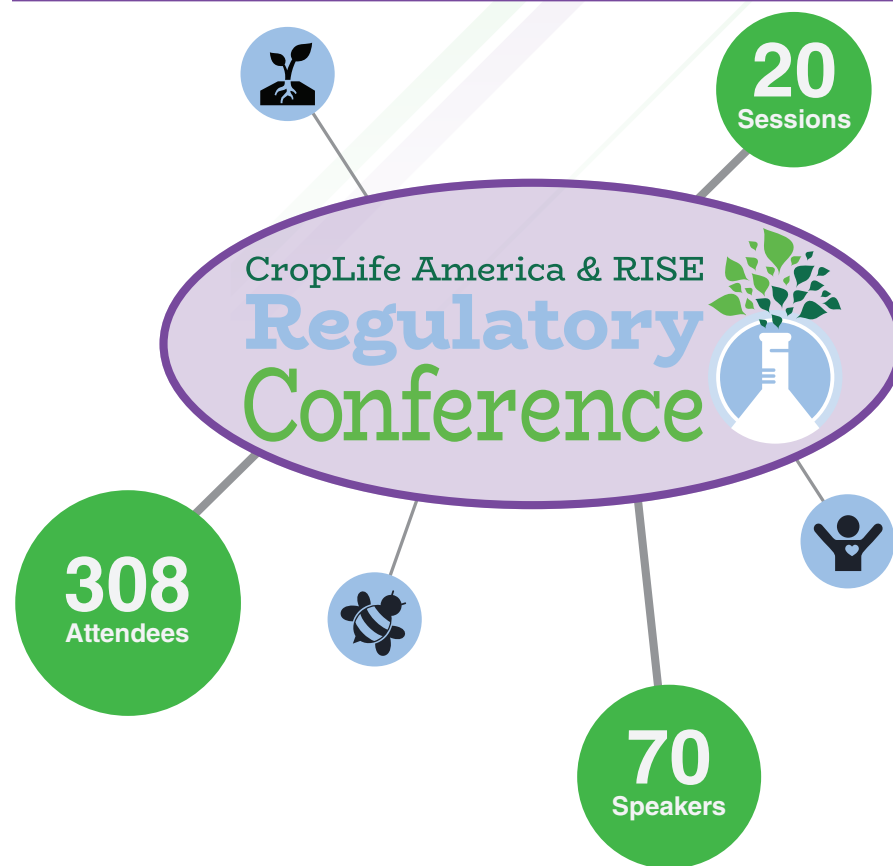 20
Sessions
CropLife America & RISE
Regulatory
Conference
308
Attendees
70
Speakers